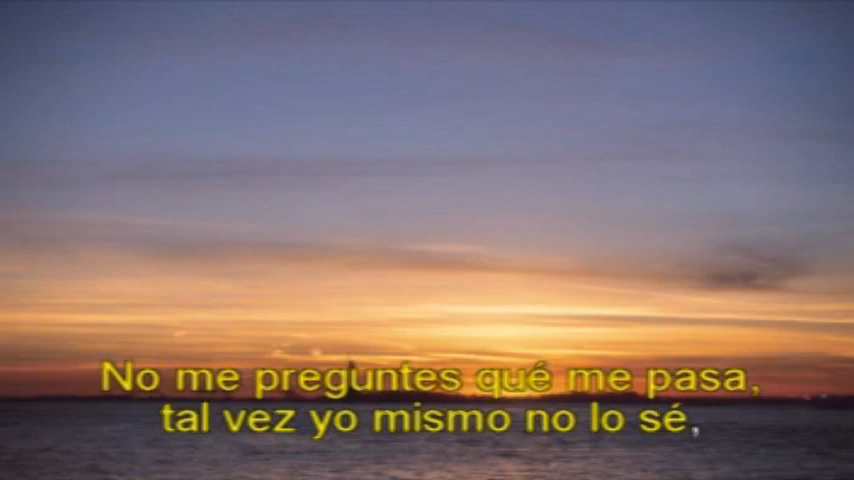 No me preguntes qué me pasa,
tal vez yo mismo no lo sé,